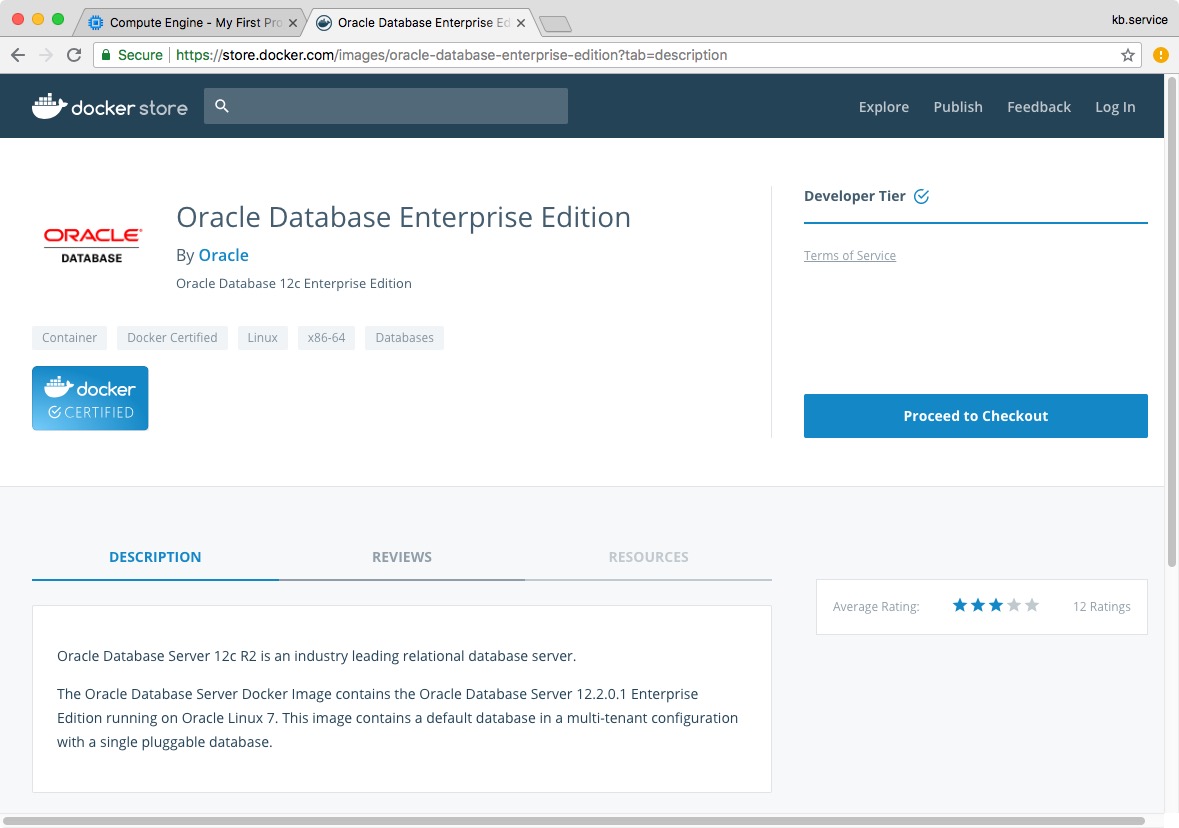 Compute Engine - My First Pro
Oracle Database Enterprise Ed
kb.service
Secure
https://store.docker.com/images/oracle-database-enterprise-edition?tab=description
docker store
Explore
Publish
Feedback
Log In
ORACLE
DATABASE
Oracle Database Enterprise Edition
By Oracle
Oracle Database 12c Enterprise Edition
Container
Docker Certified
Linux
x86-64
Databases
docker
CERTIFIED
Developer Tier
Terms of Service
Proceed to Checkout
DESCRIPTION
REVIEWS
RESOURCES
Oracle Database Server 12c R2 is an industry leading relational database server.
The Oracle Database Server Docker Image contains the Oracle Database Server 12.2.0.1 Enterprise
Edition running on Oracle Linux 7. This image contains a default database in a multi-tenant configuration
with a single pluggable database.
Average Rating:
12 Ratings